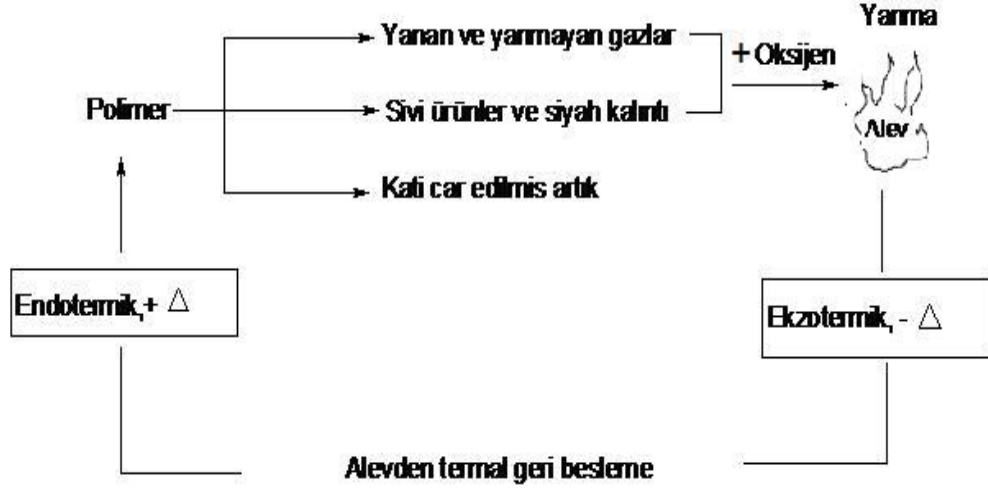 Yanma
Yanan ve yanmayan gazlar
+ Oksijen
Polimer
Sivi ürünler ve siyah kalıntı
Alev
Kati car edilmis artık
Endotermik,+ △
Ekzotermik, - △
Alevden termal geri besleme